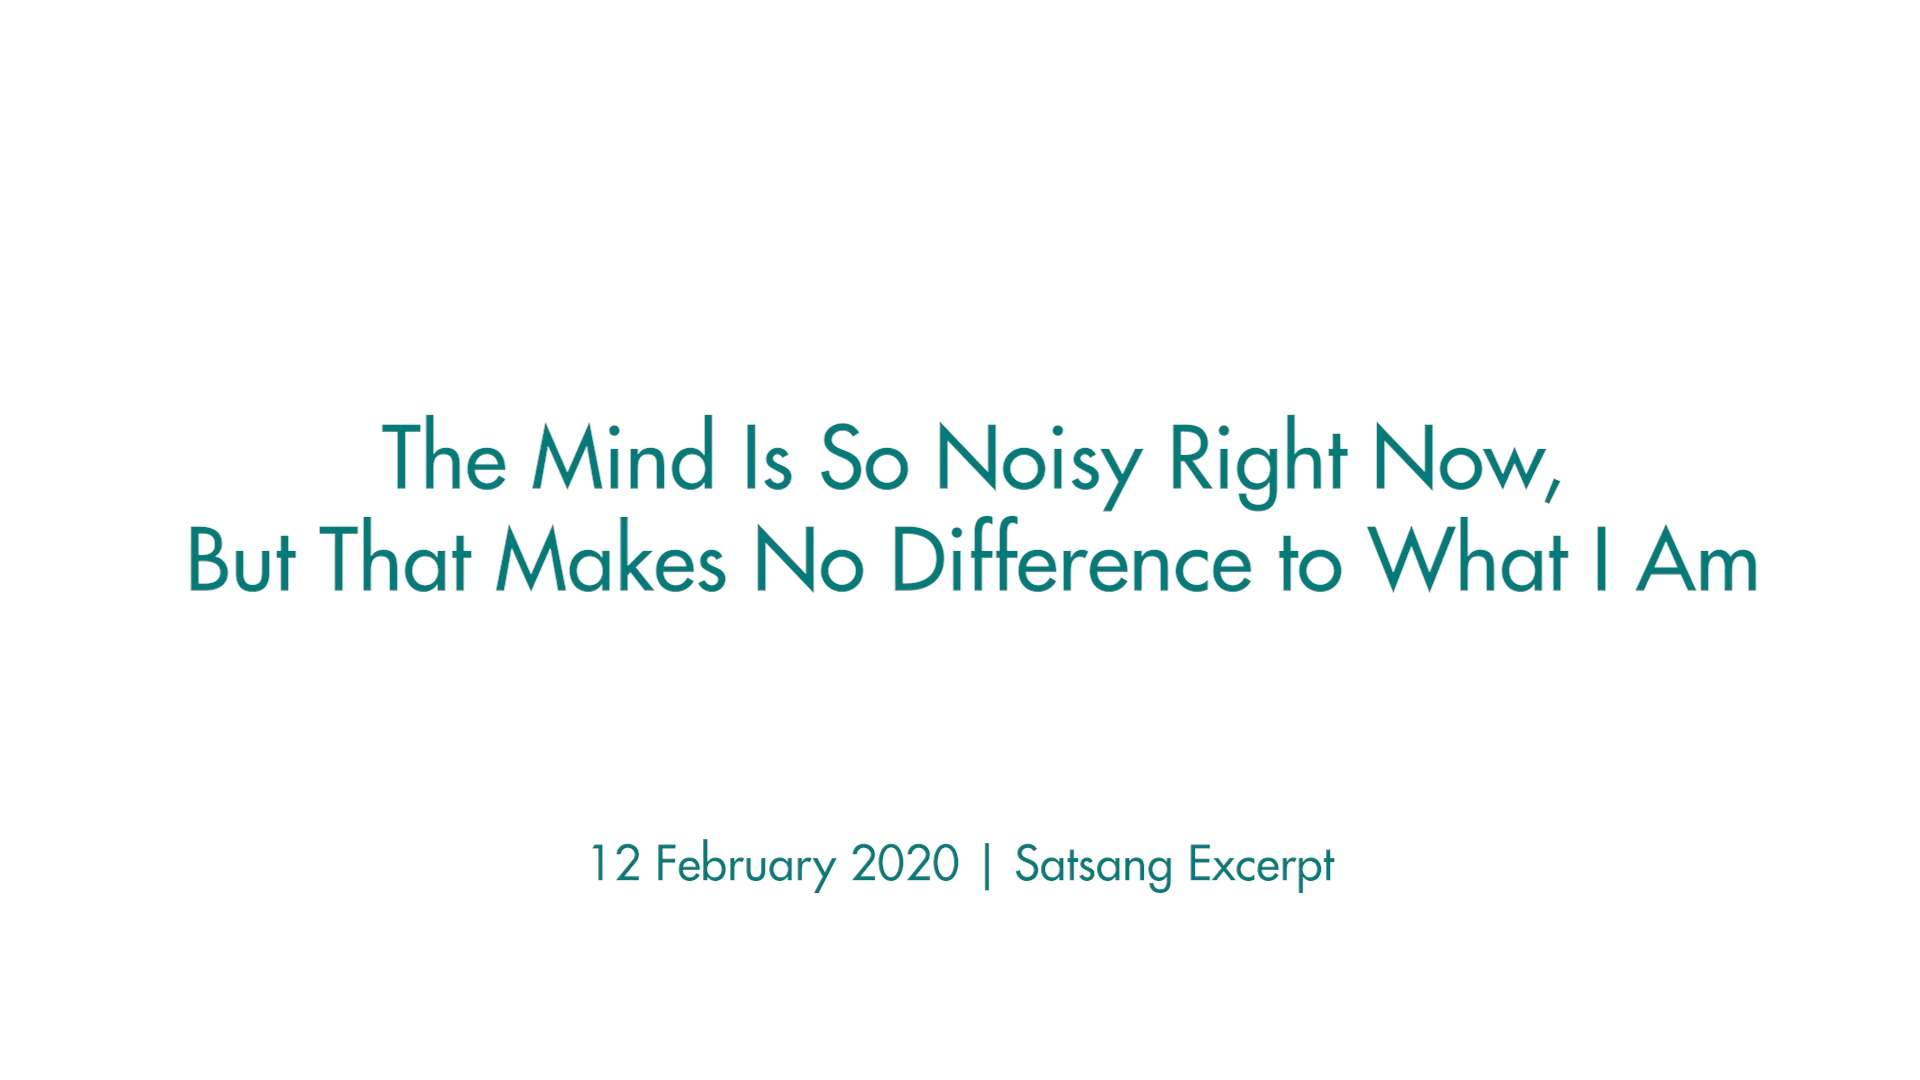 The Mind Is So Noisy Right Now,
But That Makes No Difference to What I Am
12 February 2020 | Satsang Excerpt